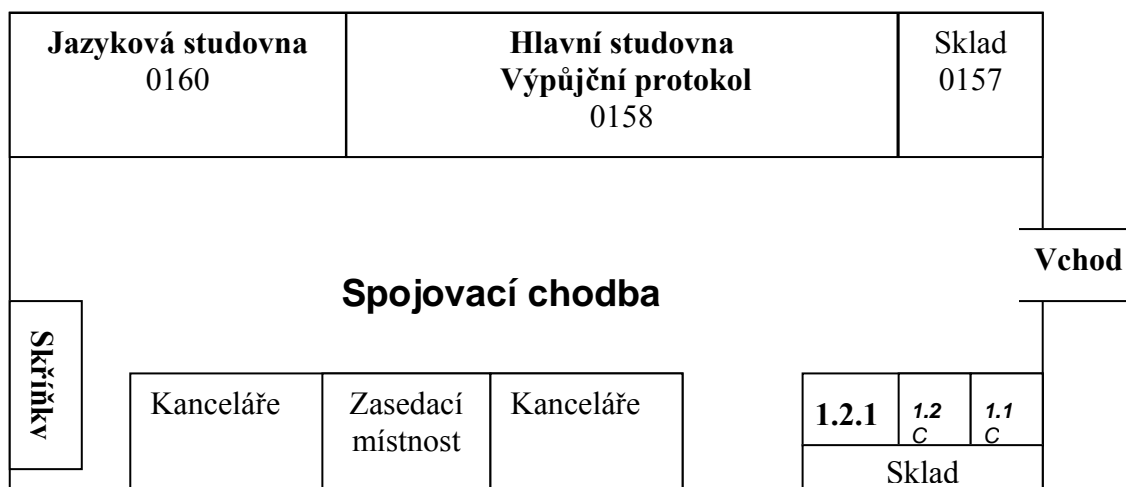 Jazyková studovna
0160
Hlavní studovna
Výpůjční protokol
0158
Sklad
0157
Vchod
Spojovací chodba
Skříňky
Kanceláře
Zasedací
místnost
Kanceláře
1.2.1
1.2
C
1.1
C
Sklad